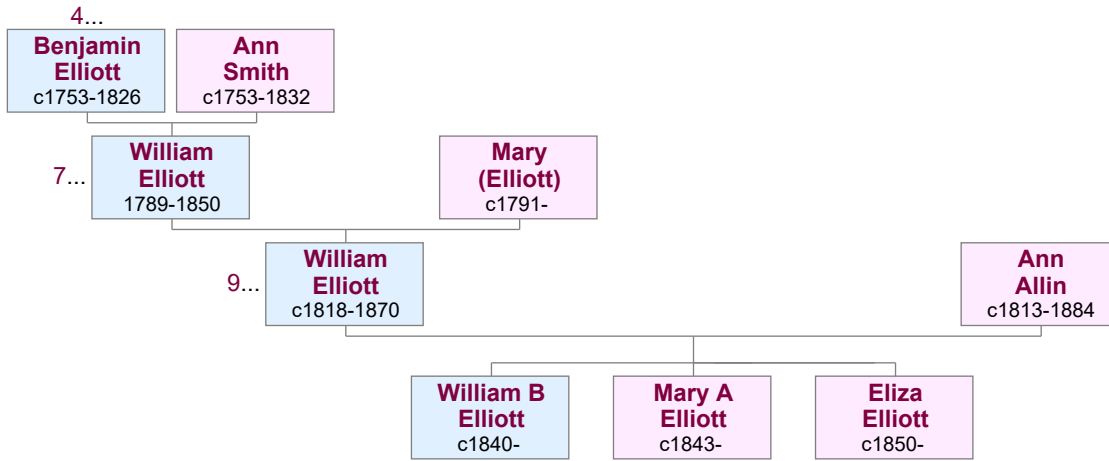 4...
Benjamin
Elliott
c1753-1826
Ann
Smith
c1753-1832
7...
William
Elliott
1789-1850
Mary
(Elliott)
c1791-
9...
William
Elliott
c1818-1870
Ann
Allin
c1813-1884
William B
Elliott
c1840-
Mary A
Elliott
c1843-
Eliza
Elliott
c1850-